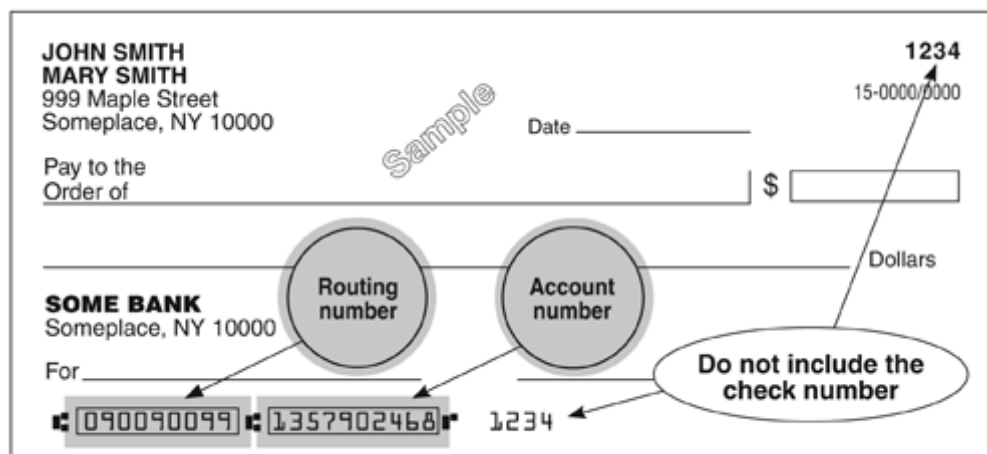 JOHN SMITH
MARY SMITH
999 Maple Street
Someplace, NY 10000
1234
15-0000/0000
Sample
Date
Pay to the
Order of
$
Dollars
Routing
number
Account
number
SOME BANK
Someplace, NY 10000
Do not include the
check number
For
090090099 1357902468 1234